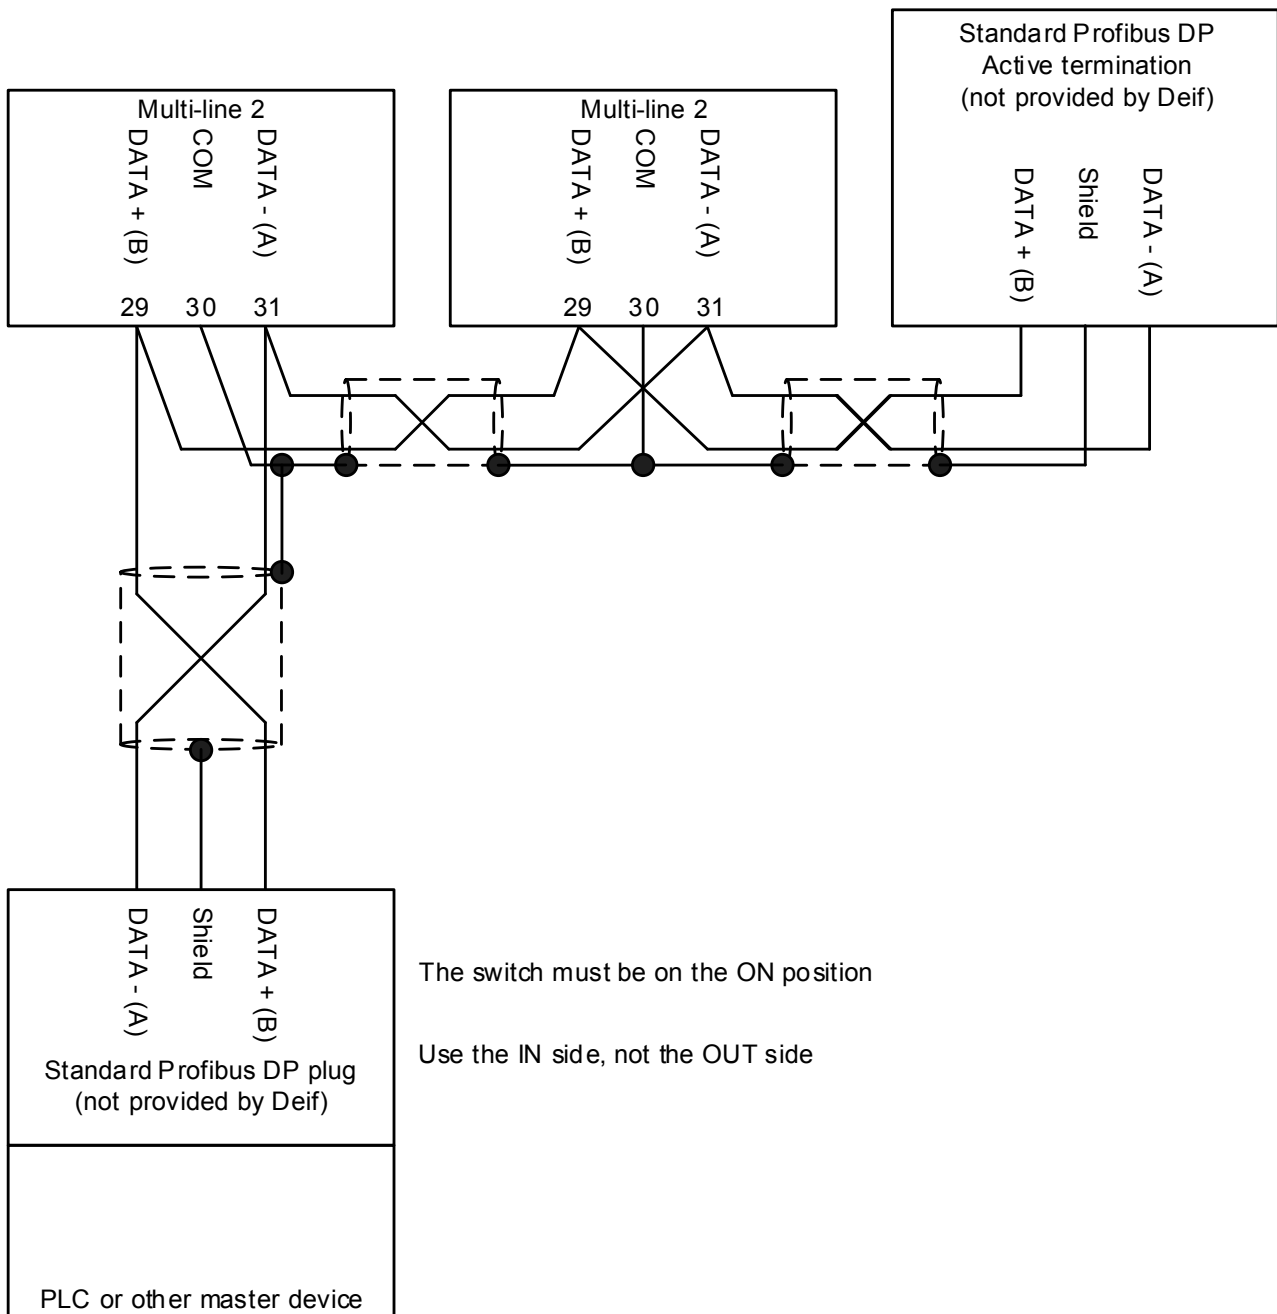 Standard Profibus DP
Active termination
(not provided by Deif)
Multi-line 2
DATA + (B)
COM
DATA - (A)
29 30 31
Multi-line 2
DATA + (B)
COM
DATA - (A)
29 30 31
DATA + (B)
Shield
DATA - (A)
DATA - (A)
Shield
DATA + (B)
Standard Profibus DP plug
(not provided by Deif)
The switch must be on the ON position
Use the IN side, not the OUT side
PLC or other master device